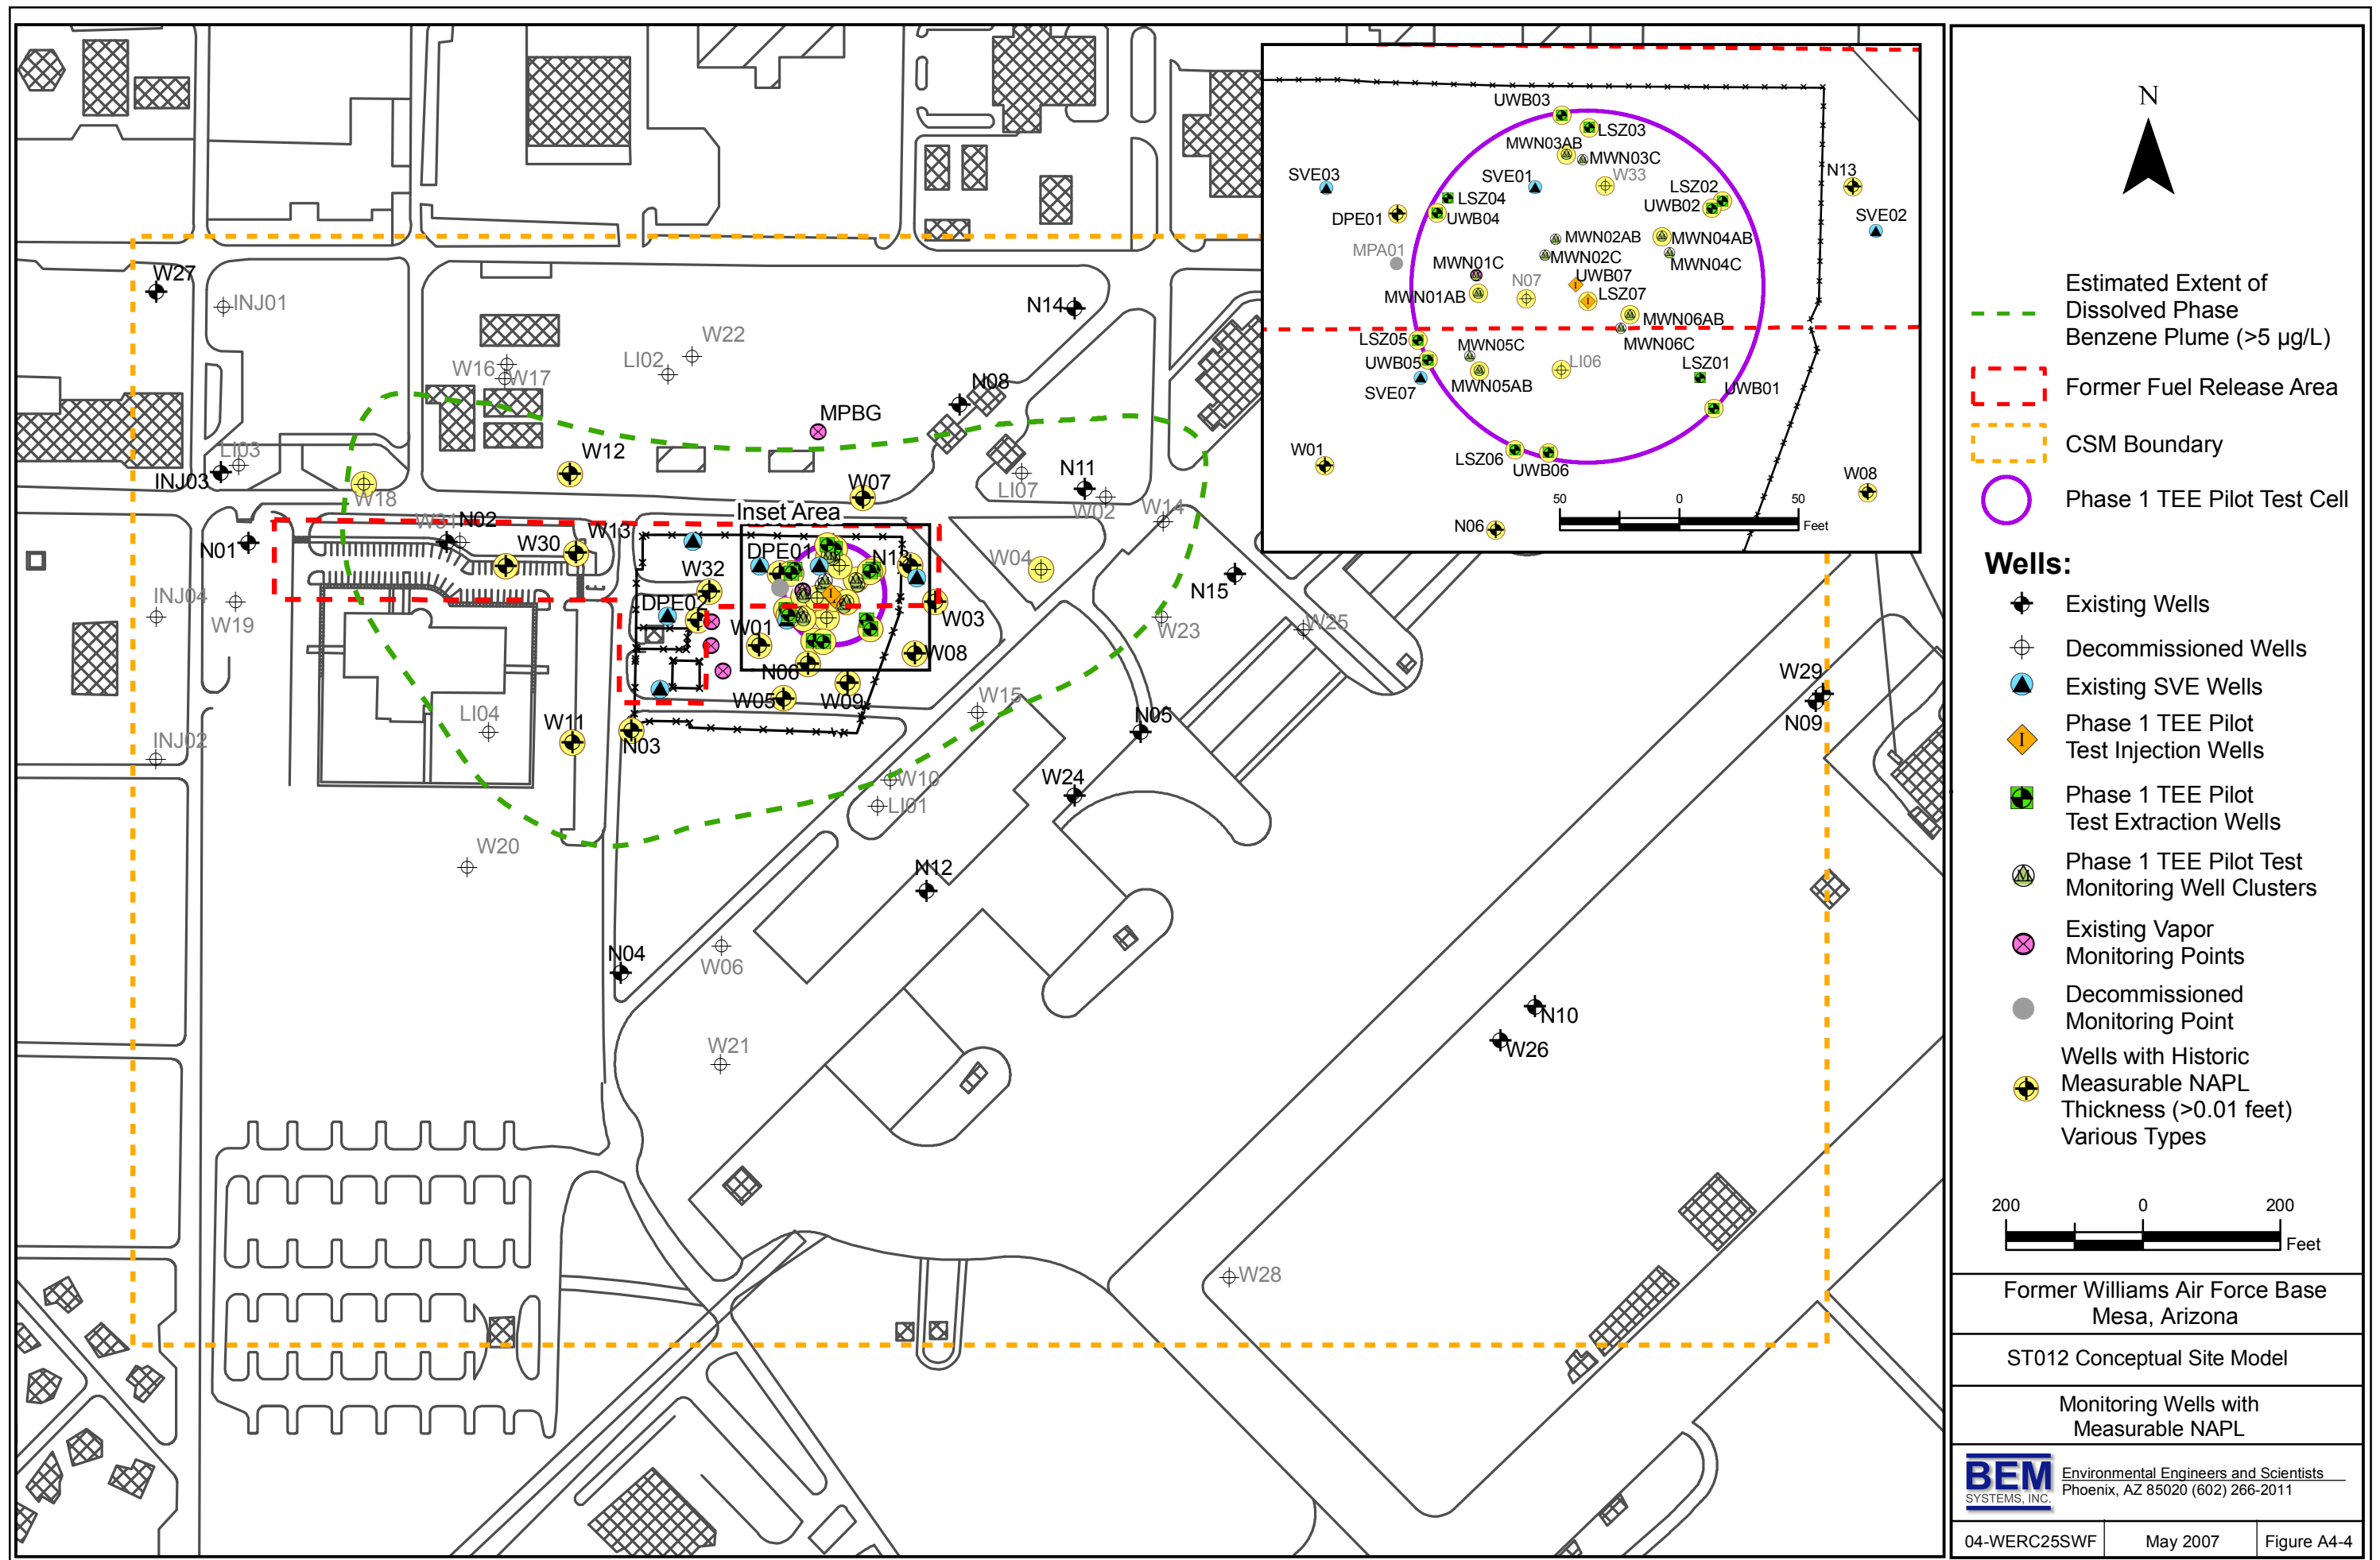 W27
INJ01
W22
LI02
W16
W17
N14
N08
MPBG
LI03
INJ03
W18
W12
W07
N11
LI07
W02
W14
Inset Area
N01
W31
N02
W30
W13
DPE01
N13
W04
N15
INJ04
W19
W32
DPE02
W01
W03
W23
W25
W08
N06
W05
W09
W15
W29
N09
INJ02
LI04
W11
N03
N05
W10
LI01
W24
W20
N12
N04
W06
N10
W26
W21
W28
UWB03
LSZ03
MWN03AB
MWN03C
SVE03
SVE01
W33
N13
LSZ02
LSZ04
UWB02
DPE01
UWB04
SVE02
MWN02AB
MWN04AB
MPA01
MWN02C
MWN01C
MWN04C
N07
UWB07
MWN01AB
LSZ07
MWN06AB
LSZ05
MWN05C
MWN06C
UWB05
LI06
LSZ01
SVE07
MWN05AB
UWB01
W01
LSZ06
UWB06
W08
50 0 50
Feet
N06
N
Estimated Extent of
Dissolved Phase
Benzene Plume (>5 µg/L)
Former Fuel Release Area
CSM Boundary
Phase 1 TEE Pilot Test Cell
Wells:
Existing Wells
Decommissioned Wells
Existing SVE Wells
I
Phase 1 TEE Pilot
Test Injection Wells
Phase 1 TEE Pilot
Test Extraction Wells
M
Phase 1 TEE Pilot Test
Monitoring Well Clusters
Existing Vapor
Monitoring Points
Decommissioned
Monitoring Point
Wells with Historic
Measurable NAPL
Thickness (>0.01 feet)
Various Types
200 0 200
Feet
Former Williams Air Force Base
Mesa, Arizona
ST012 Conceptual Site Model
Monitoring Wells with
Measurable NAPL
BEM
SYSTEMS, INC.
Environmental Engineers and Scientists
Phoenix, AZ 85020 (602) 266-2011
04-WERC25SWF May 2007 Figure A4-4